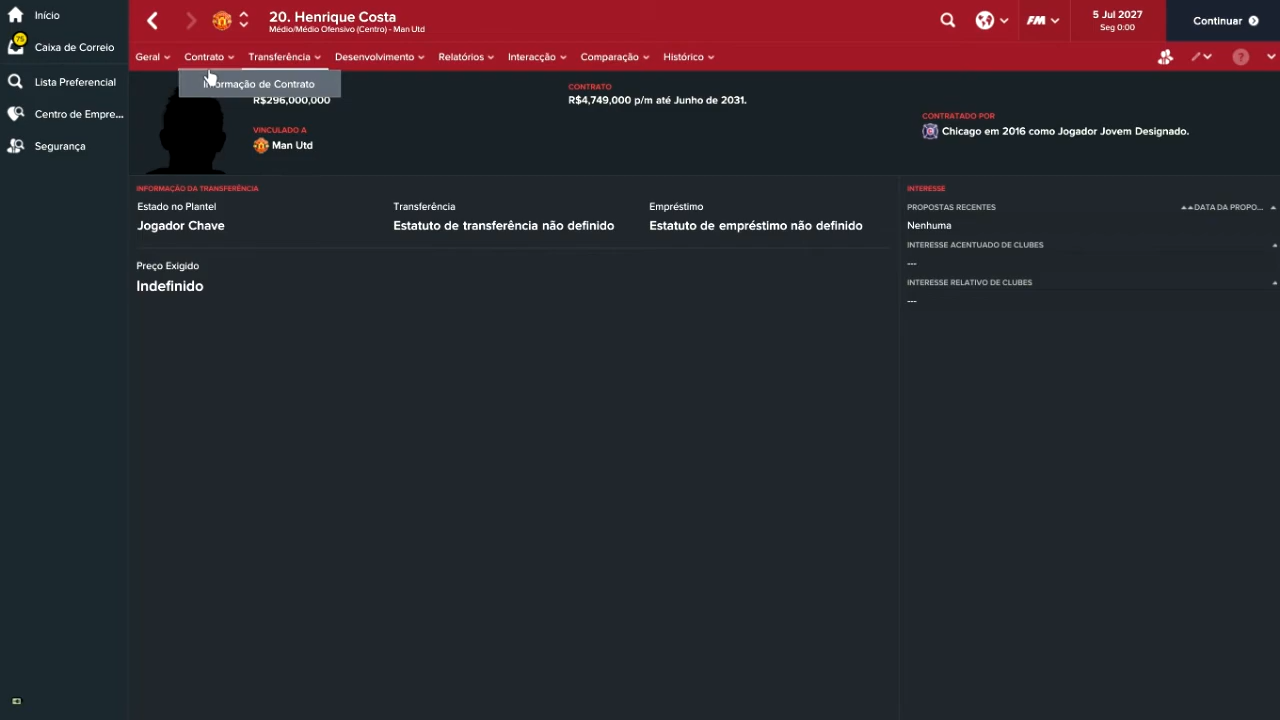 Início
75
Caixa de Correio
Lista Preferencial
Centro de Empre...
Segurança
20. Henrique Costa
Médio/Médio Ofensivo (Centro) - Man Utd
FM
5 Jul 2027
Seg 0:00
Continuar
Geral
Contrato
Transferência
Desenvolvimento
Relatórios
Interacção
Comparação
Histórico
?
Informação de Contrato
R$296,000,000
VINCULADO A
Man Utd
CONTRATO
R$4,749,000 p/m até Junho de 2031.
CONTRATADO POR
Chicago em 2016 como Jogador Jovem Designado.
INFORMAÇÃO DA TRANSFERÊNCIA
Estado no Plantel
Jogador Chave
Transferência
Estatuto de transferência não definido
Empréstimo
Estatuto de empréstimo não definido
Preço Exigido
Indefinido
INTERESSE
PROPOSTAS RECENTES
DATA DA PROPO...
Nenhuma
INTERESSE ACENTUADO DE CLUBES
---
INTERESSE RELATIVO DE CLUBES
---